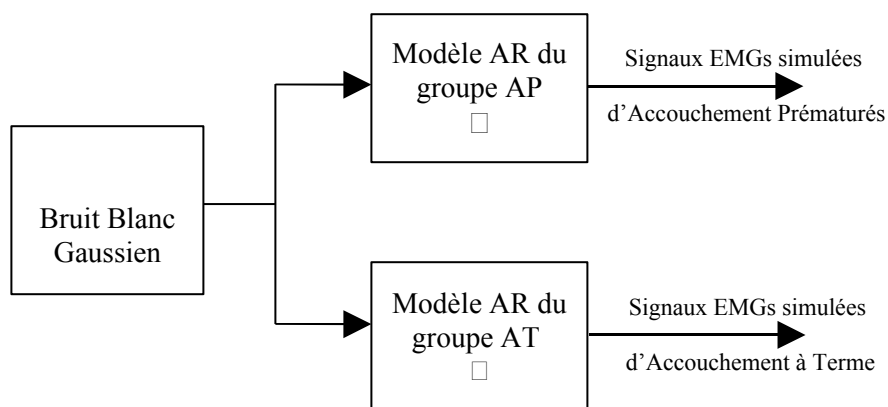 Modèle AR du
groupe AP
Signaux EMGs simulées
d'Accouchement Prématurés
Bruit Blanc
Gaussien
Modèle AR du
groupe AT
Signaux EMGs simulées
d'Accouchement à Terme